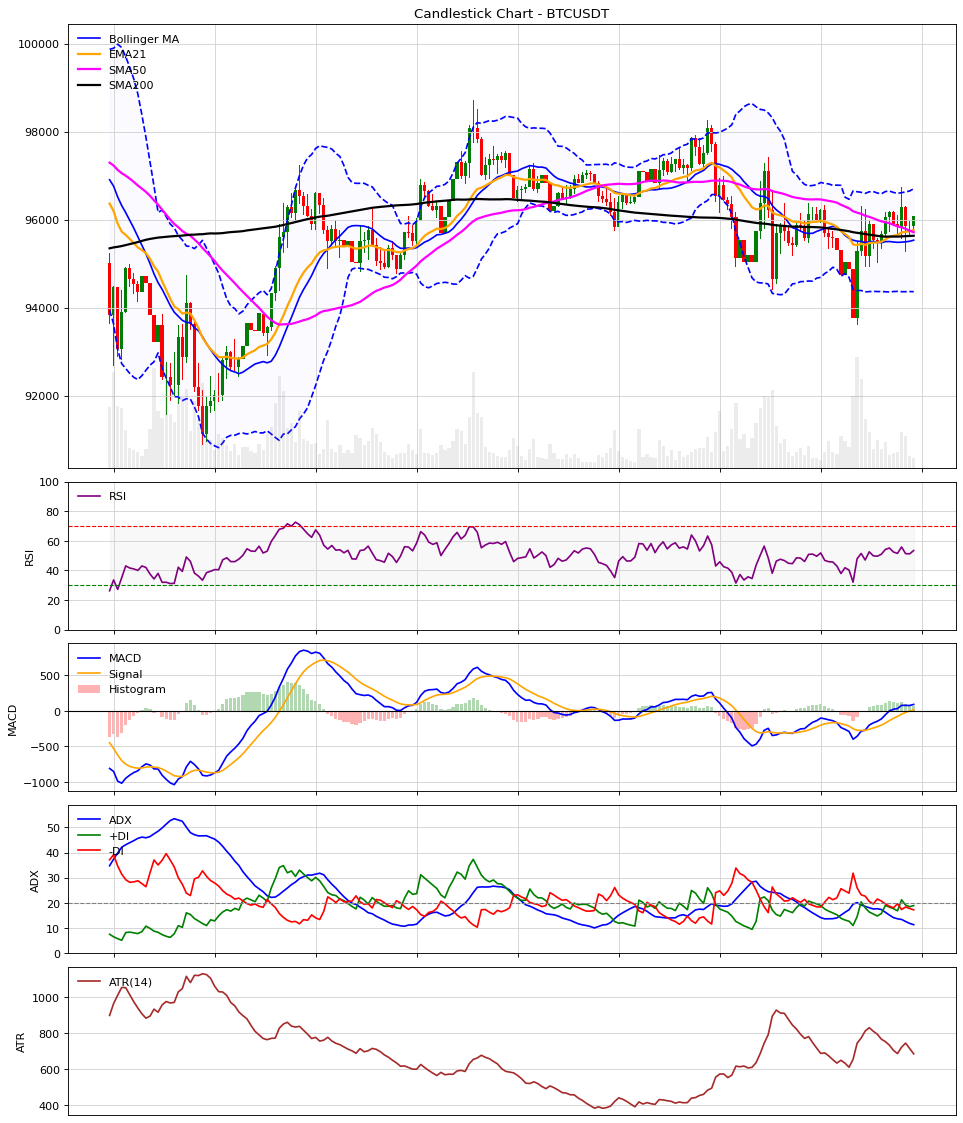 Candlestick Chart - BTCUSDT
Bollinger MA
EMA21
SMA50
SMA200
100000
98000
96000
94000
92000
RSI
RSI
100
80
60
40
20
0
MACD
Signal
Histogram
MACD
500
0
−500
−1000
ADX
+DI
-DI
ADX
50
40
30
20
10
0
ATR(14)
ATR
1000
800
600
400